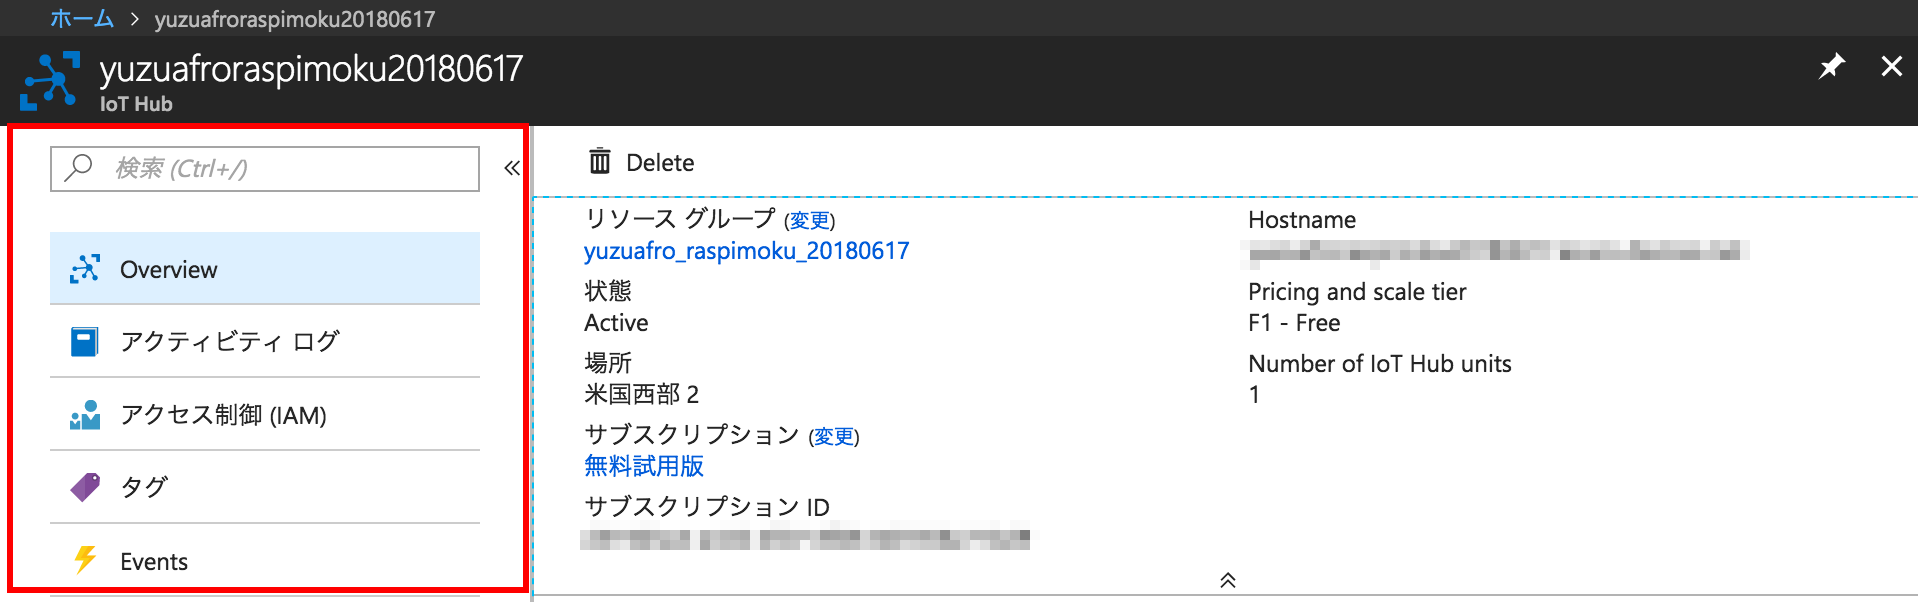 ホーム > yuzuafroraspimoku20180617
yuzuafroraspimoku20180617
IoT Hub
検索 (Ctrl+/)
Overview
アクティビティ ログ
アクセス制御 (IAM)
タグ
Events
Delete
リソース グループ (変更)
yuzuafro_raspimoku_20180617
状態
Active
場所
米国西部 2
サブスクリプション (変更)
無料試用版
サブスクリプション ID
Hostname
Pricing and scale tier
F1 - Free
Number of IoT Hub units
1